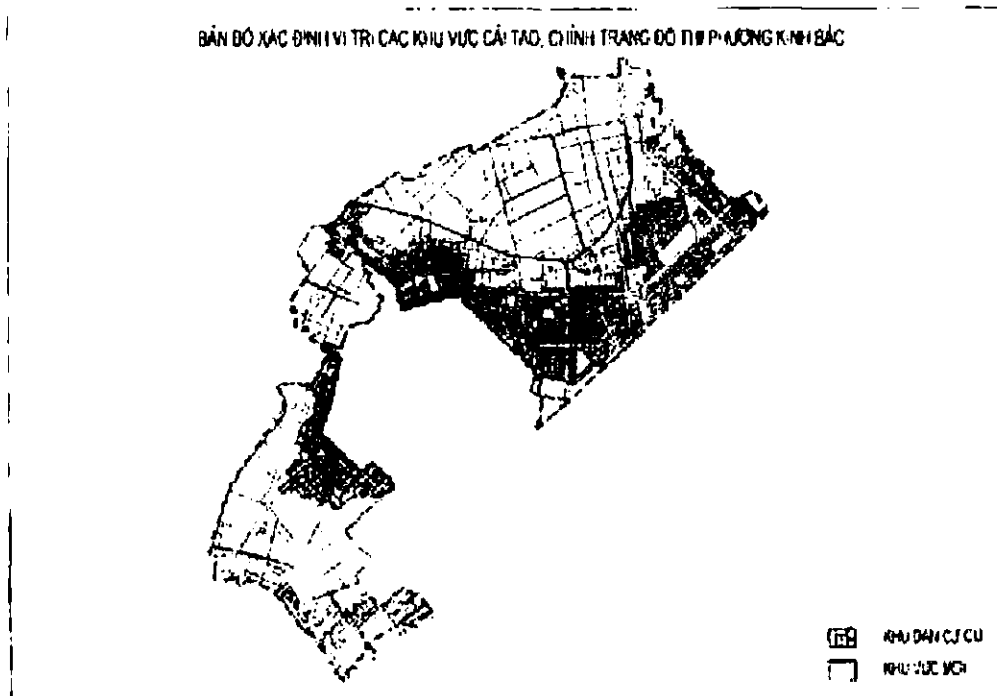 BẢN ĐỒ XÁC ĐỊNH VỊ TRÍ CÁC KHU VỰC CẢI TẠO, CHỈNH TRANG ĐÔ THỊ PHƯỜNG KINH BẮC
KHU DÂN CƯ CŨ
KHU VỰC MỚI